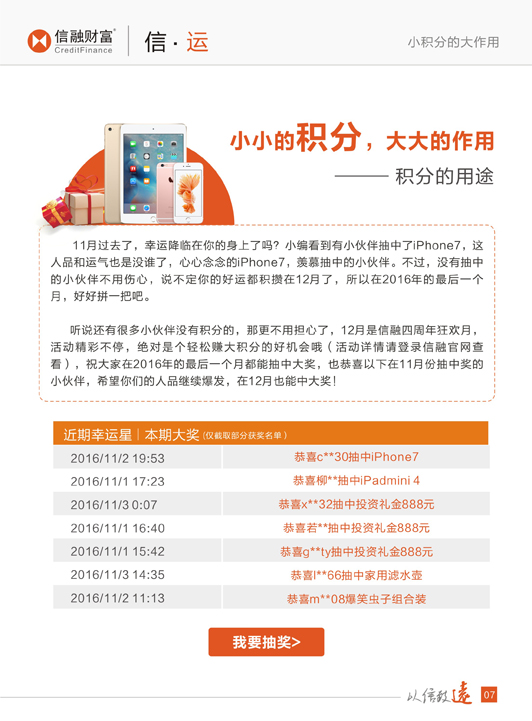 信融财富®
CreditFinance
信·运
小积分的大作用
小小的积分，大大的作用
—— 积分的用途
11月过去了，幸运降临在你的身上了吗？小编看到有小伙伴抽中了iPhone7，这
人品和运气也是没谁了，心心念念的iPhone7，羡慕抽中的小伙伴。不过，没有抽中
的小伙伴不用伤心，说不定你的好运都积攒在12月了，所以在2016年的最后一个
月，好好拼一把吧。
听说还有很多小伙伴没有积分的，那更不用担心了，12月是信融四周年狂欢月，
活动精彩不停，绝对是个轻松赚大积分的好机会哦（活动详情请登录信融官网查
看），祝大家在2016年的最后一个月都能抽中大奖，也恭喜以下在11月份抽中奖的
小伙伴，希望你们的人品继续爆发，在12月也能中大奖！
近期幸运星｜本期大奖（仅截取部分获奖名单）
2016/11/2 19:53 恭喜c**30抽中iPhone7
2016/11/1 17:23 恭喜柳**抽中iPadmini 4
2016/11/3 0:07 恭喜x**32抽中投资礼金888元
2016/11/1 16:40 恭喜若**抽中投资礼金888元
2016/11/1 15:42 恭喜g**ty抽中投资礼金888元
2016/11/3 14:35 恭喜l**66抽中家用滤水壶
2016/11/2 11:13 恭喜m**08爆笑虫子组合装
我要抽奖>
以信致远
07